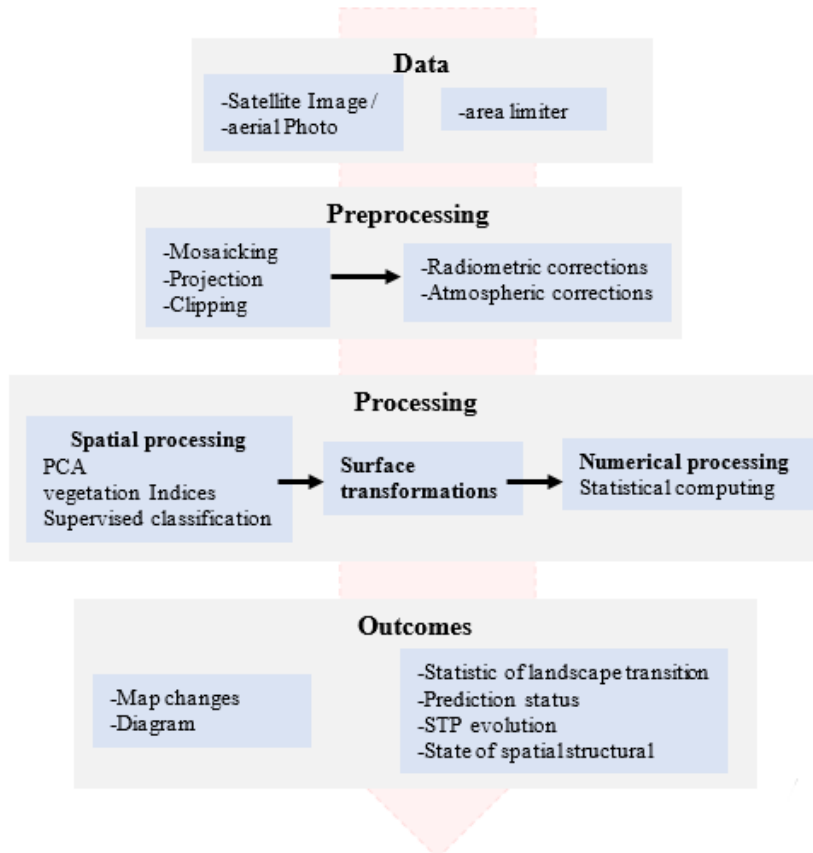 Data
-Satellite Image /
-aerial Photo
-area limiter
Preprocessing
-Mosaicking
-Projection
-Clipping
-Radiometric corrections
-Atmospheric corrections
Processing
Spatial processing
PCA
vegetation Indices
Supervised classification
Surface
transformations
Numerical processing
Statistical computing
Outcomes
-Map changes
-Diagram
-Statistic of landscape transition
-Prediction status
-STP evolution
-State of spatial structural